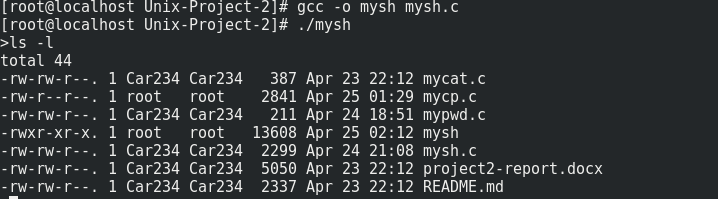 [root@localhost Unix-Project-2]# gcc -o mysh mysh.c
[root@localhost Unix-Project-2]# ./mysh
>ls -l
total 44
-rw-rw-r--. 1 Car234 Car234   387 Apr 23 22:12 mycat.c
-rw-r--r--. 1 root   root    2841 Apr 25 01:29 mycp.c
-rw-rw-r--. 1 Car234 Car234   211 Apr 24 18:51 mypwd.c
-rwxr-xr-x. 1 root   root   13608 Apr 25 02:12 mysh
-rw-rw-r--. 1 Car234 Car234  2299 Apr 24 21:08 mysh.c
-rw-rw-r--. 1 Car234 Car234  5050 Apr 23 22:12 project2-report.docx
-rw-rw-r--. 1 Car234 Car234  2337 Apr 23 22:12 README.md